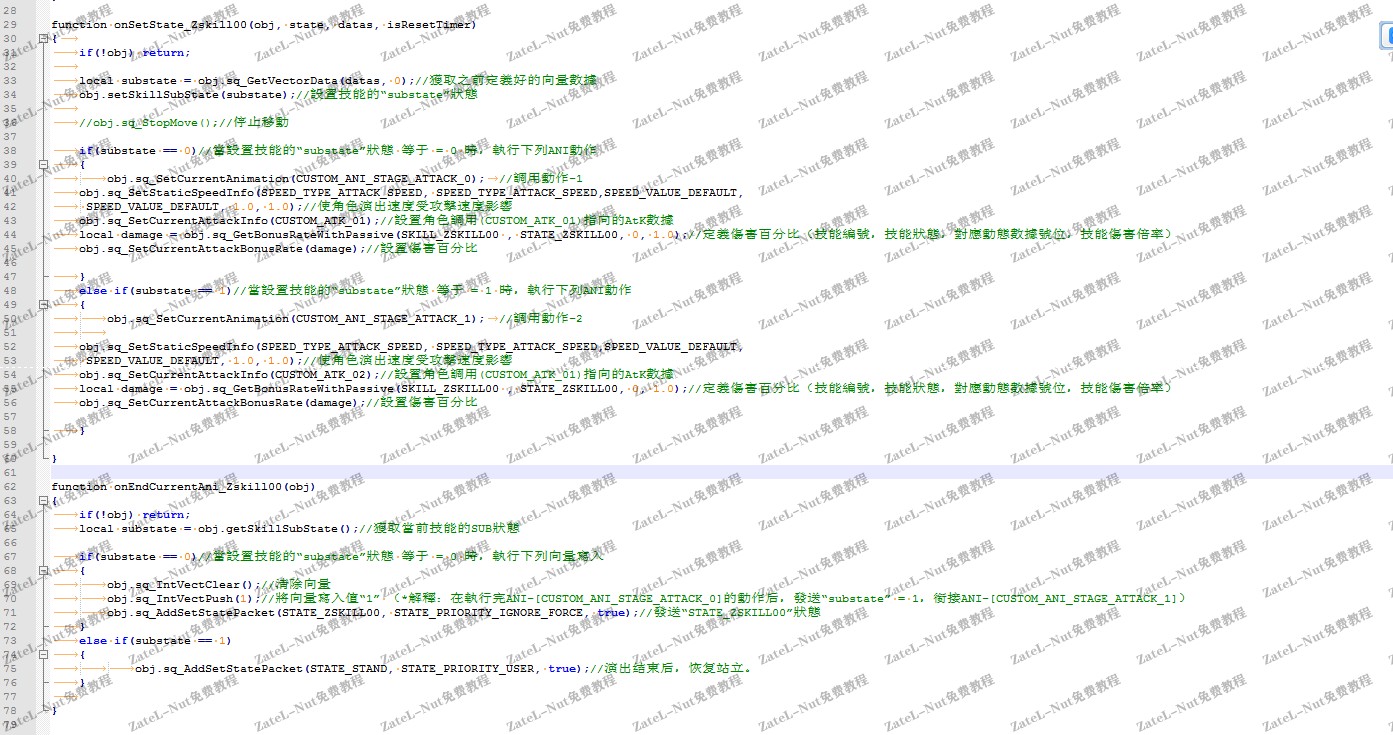 28
29 function onSetState_Zskill00(obj, state, datas, isResetTimer)
30 {
31 if(!obj) return;
32
33 local substate = obj.sq_GetVectorData(datas, 0);//獲取之前定義好的向量數據
34 obj.setSkillSubState(substate);//設置技能的“substate”狀態
35
36 //obj.sq_StopMove();//停止移動
37
38 if(substate == 0)//當設置技能的“substate”狀態 等于 = 0 時，執行下列ANI動作
39 {
40 obj.sq_SetCurrentAnimation(CUSTOM_ANI_STAGE_ATTACK_0); //調用動作-1
41 obj.sq_SetStaticSpeedInfo(SPEED_TYPE_ATTACK_SPEED, SPEED_TYPE_ATTACK_SPEED,SPEED_VALUE_DEFAULT,
42 SPEED_VALUE_DEFAULT, 1.0, 1.0);//使角色演出速度受攻擊速度影響
43 obj.sq_SetCurrentAttackInfo(CUSTOM_ATK_01);//設置角色調用(CUSTOM_ATK_01)指向的AtK數據
44 local damage = obj.sq_GetBonusRateWithPassive(SKILL_ZSKILL00 , STATE_ZSKILL00, 0, 1.0);//定義傷害百分比（技能編號，技能狀態，對應動態數據號位，技能傷害倍率）
45 obj.sq_SetCurrentAttackBonusRate(damage);//設置傷害百分比
46
47 }
48 else if(substate == 1)//當設置技能的“substate”狀態 等于 = 1 時，執行下列ANI動作
49 {
50 obj.sq_SetCurrentAnimation(CUSTOM_ANI_STAGE_ATTACK_1); //調用動作-2
51
52 obj.sq_SetStaticSpeedInfo(SPEED_TYPE_ATTACK_SPEED, SPEED_TYPE_ATTACK_SPEED,SPEED_VALUE_DEFAULT,
53 SPEED_VALUE_DEFAULT, 1.0, 1.0);//使角色演出速度受攻擊速度影響
54 obj.sq_SetCurrentAttackInfo(CUSTOM_ATK_02);//設置角色調用(CUSTOM_ATK_01)指向的AtK數據
55 local damage = obj.sq_GetBonusRateWithPassive(SKILL_ZSKILL00 , STATE_ZSKILL00, 0, 1.0);//定義傷害百分比（技能編號，技能狀態，對應動態數據號位，技能傷害倍率）
56 obj.sq_SetCurrentAttackBonusRate(damage);//設置傷害百分比
57
58 }
59
60 }
61
62 function onEndCurrentAni_Zskill00(obj)
63 {
64 if(!obj) return;
65 local substate = obj.getSkillSubState();//獲取當前技能的SUB狀態
66
67 if(substate == 0)//當設置技能的“substate”狀態 等于 = 0 時，執行下列向量寫入
68 {
69 obj.sq_IntVectClear();//清除向量
70 obj.sq_IntVectPush(1);//將向量寫入值“1” （*解釋：在執行完ANI-[CUSTOM_ANI_STAGE_ATTACK_0]的動作后，發送“substate” = 1，銜接ANI-[CUSTOM_ANI_STAGE_ATTACK_1]）
71 obj.sq_AddSetStatePacket(STATE_ZSKILL00, STATE_PRIORITY_IGNORE_FORCE, true);//發送“STATE_ZSKILL00”狀態
72 }
73 else if(substate == 1)
74 {
75 obj.sq_AddSetStatePacket(STATE_STAND, STATE_PRIORITY_USER, true);//演出结束后，恢复站立。
76 }
77
78 }
79
ZateL-Nut免费教程